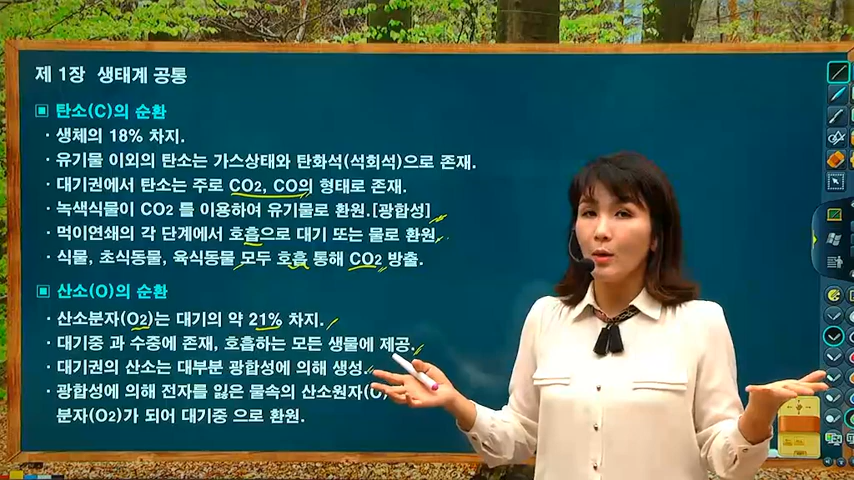 제 1장 생태계 공통
▣ 탄소(C)의 순환
· 생체의 18% 차지.
· 유기물 이외의 탄소는 가스상태와 탄화석(석회석)으로 존재.
· 대기권에서 탄소는 주로 CO2, CO의 형태로 존재.
· 녹색식물이 CO2 를 이용하여 유기물로 환원.[광합성]
· 먹이연쇄의 각 단계에서 호흡으로 대기 또는 물로 환원.
· 식물, 초식동물, 육식동물 모두 호흡 통해 CO2 방출.
▣ 산소(O)의 순환
· 산소분자(O2)는 대기의 약 21% 차지.
· 대기중 과 수중에 존재, 호흡하는 모든 생물에 제공.
· 대기권의 산소는 대부분 광합성에 의해 생성.
· 광합성에 의해 전자를 잃은 물속의 산소원자(O)
분자(O2)가 되어 대기중 으로 환원.